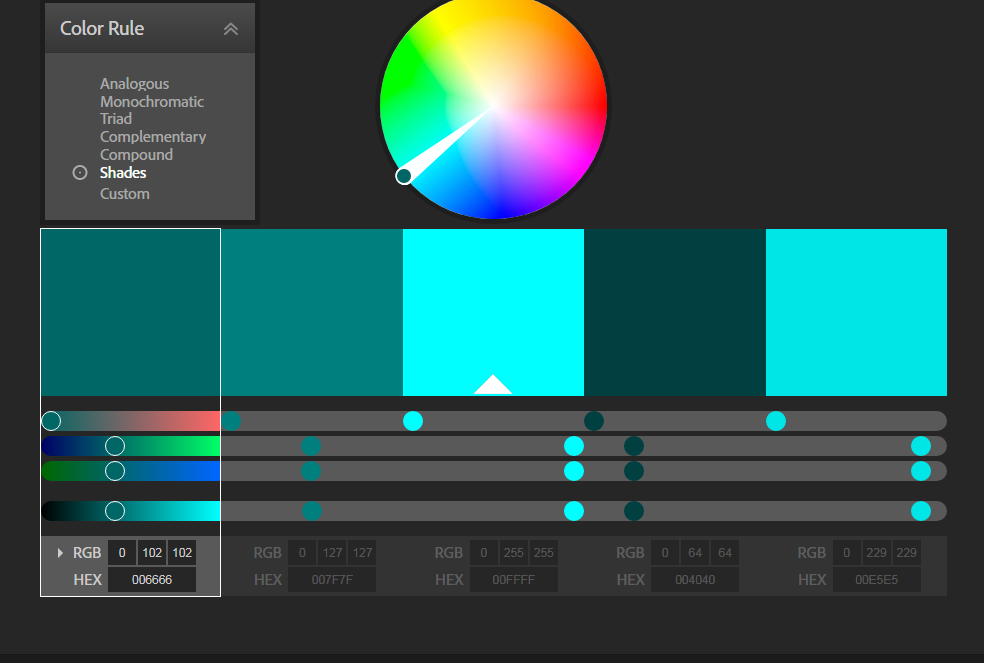 Color Rule
Analogous
Monochromatic
Triad
Complementary
Compound
Shades
Custom
RGB 0 102 102 RGB 0 127 127 RGB 0 255 255 RGB 0 64 64 RGB 0 229 229
HEX 006666 HEX 007F7F HEX 00FFFF HEX 004040 HEX 00E5E5